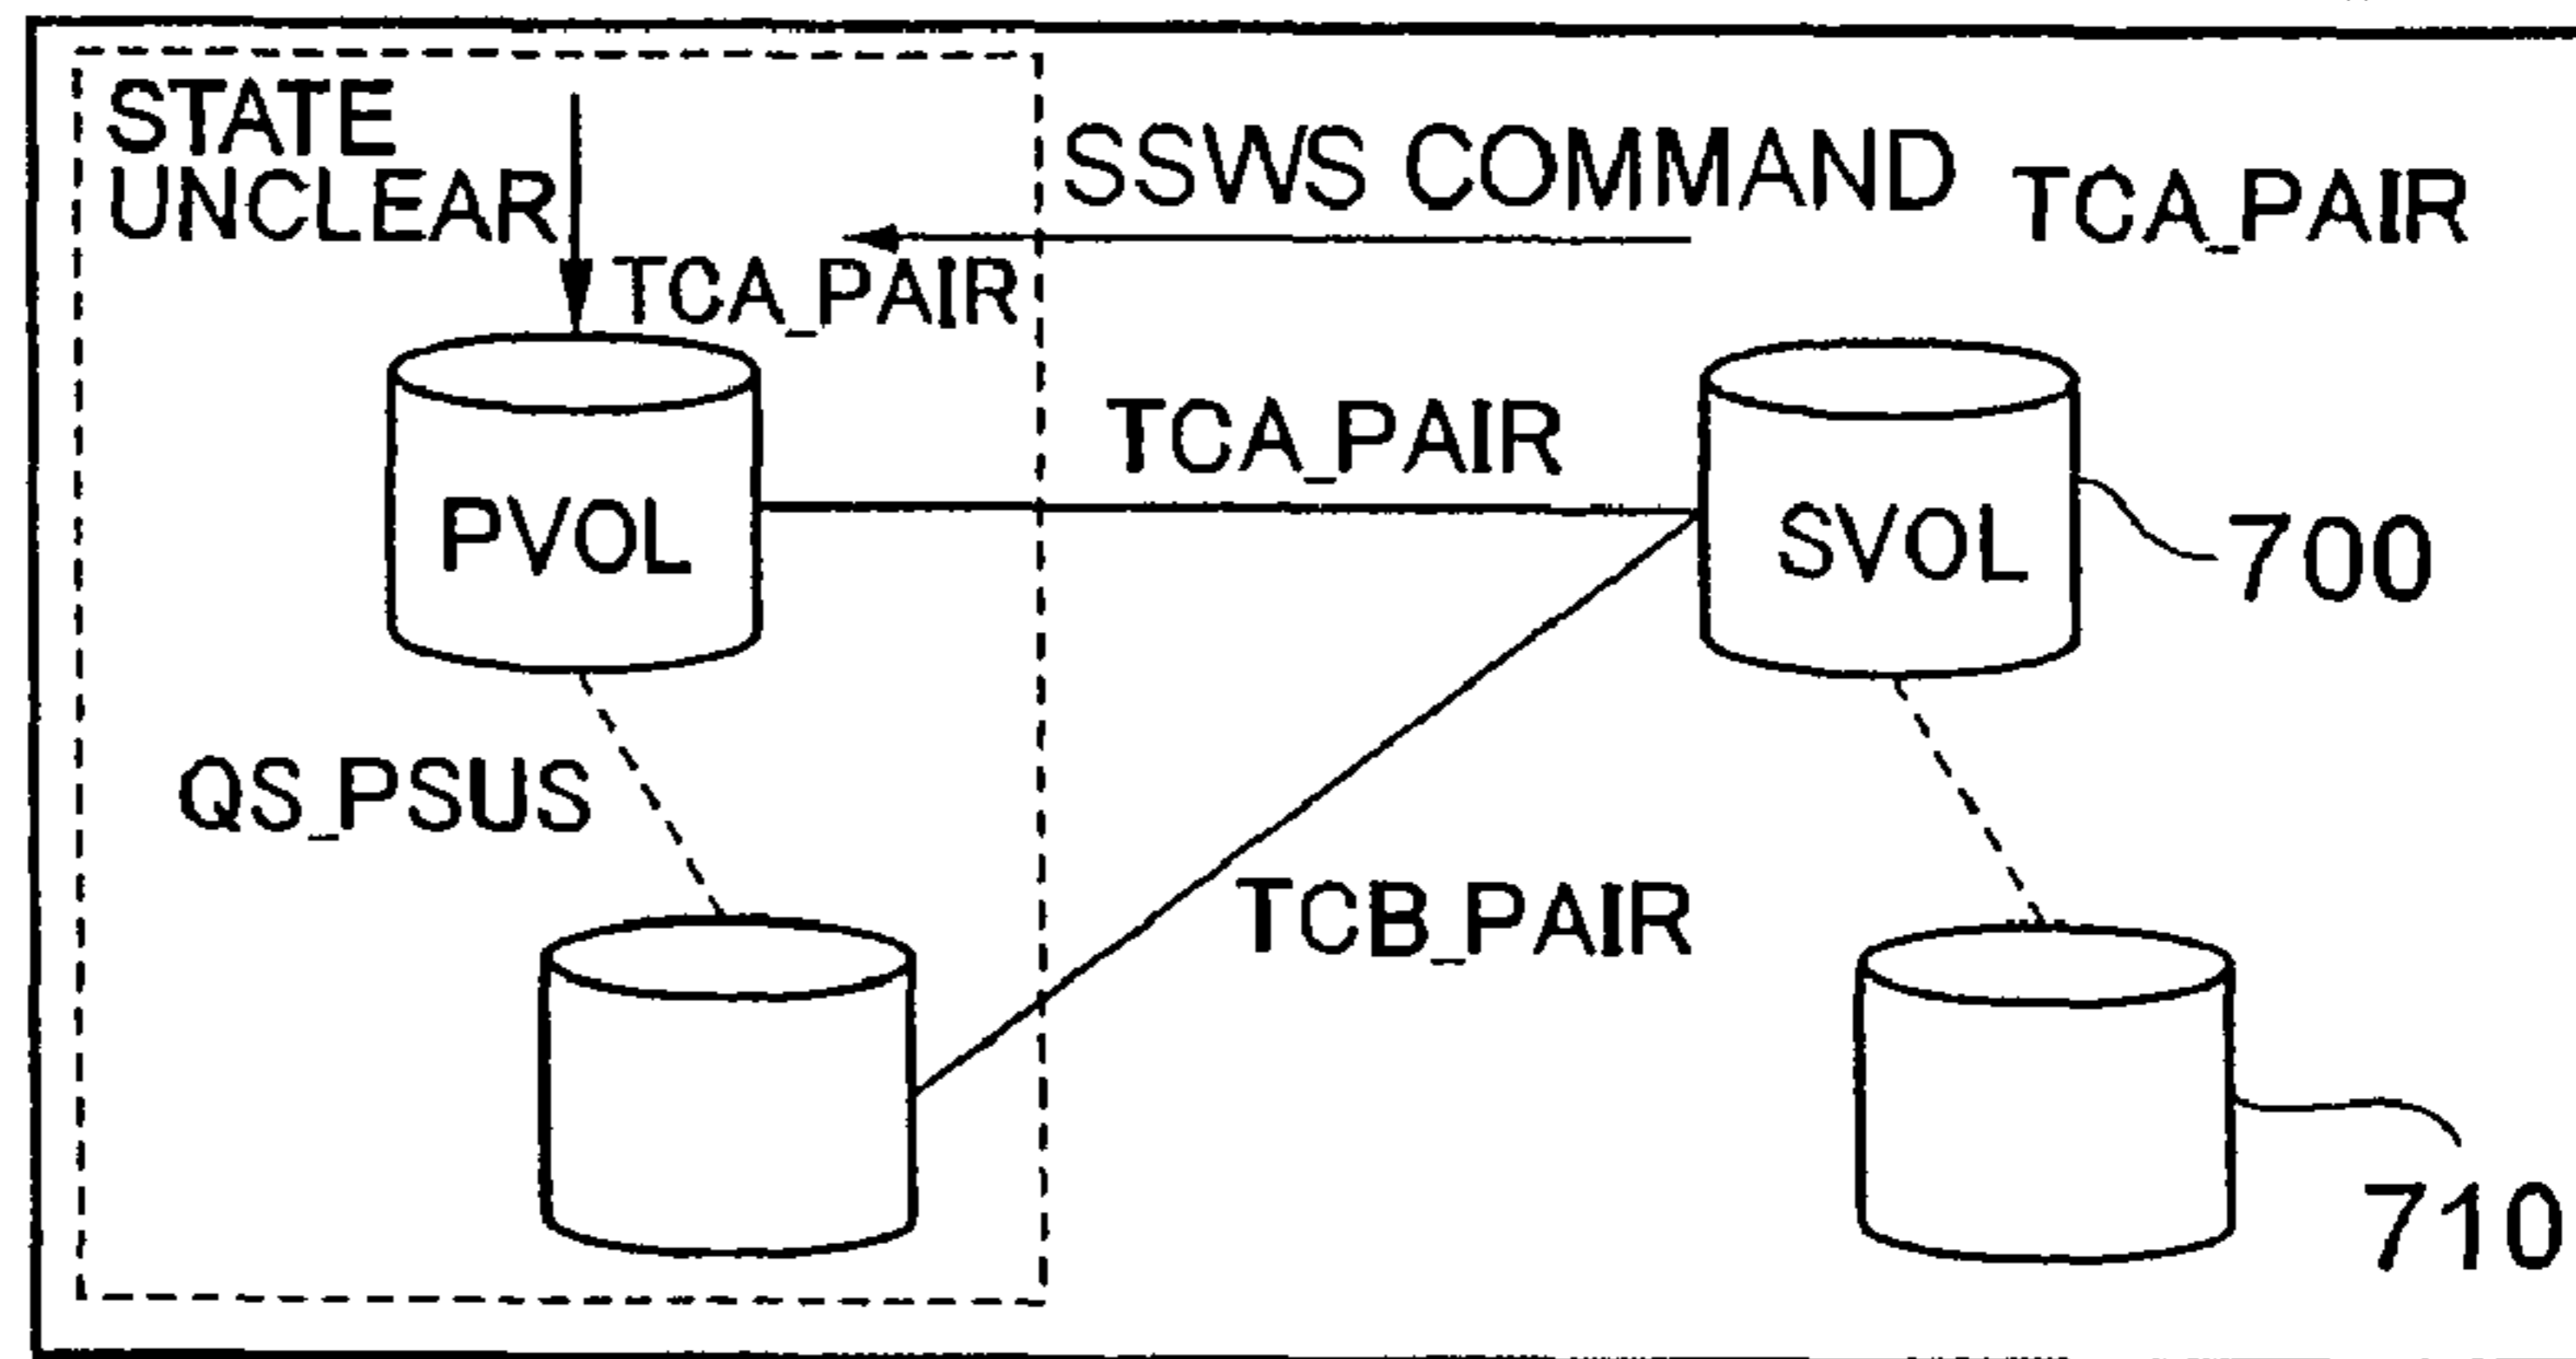 STATE
UNCLEAR
SSWS COMMAND
TCA_PAIR
TCA_PAIR
TCA_PAIR
PVOL
SVOL
700
QS_PSUS
TCB_PAIR
710